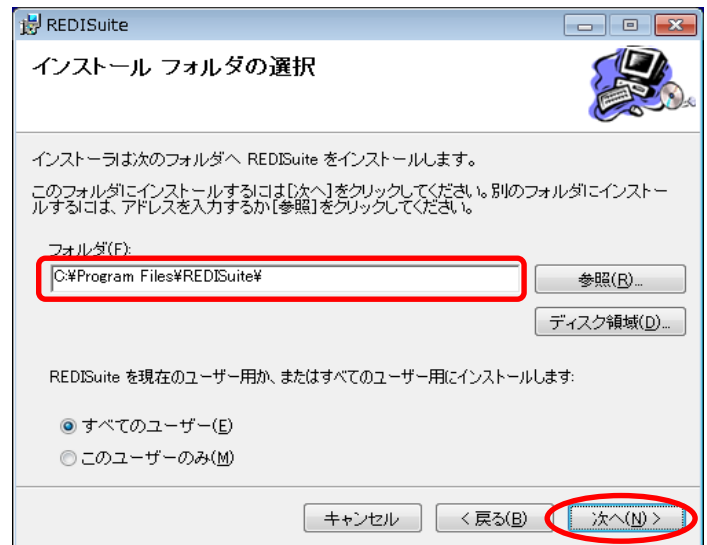 REDISuite
インストール フォルダの選択
インストーラは次のフォルダへ REDISuite をインストールします。
このフォルダにインストールするには[次へ]をクリックしてください。別のフォルダにインストー
ルするには、アドレスを入力するか[参照]をクリックしてください。
フォルダ(F):
C:¥Program Files¥REDISuite¥
参照(R)...
ディスク領域(D)...
REDISuite を現在のユーザー用か、またはすべてのユーザー用にインストールします:
すべてのユーザー(E)
このユーザーのみ(M)
キャンセル
< 戻る(B)
次へ(N) >